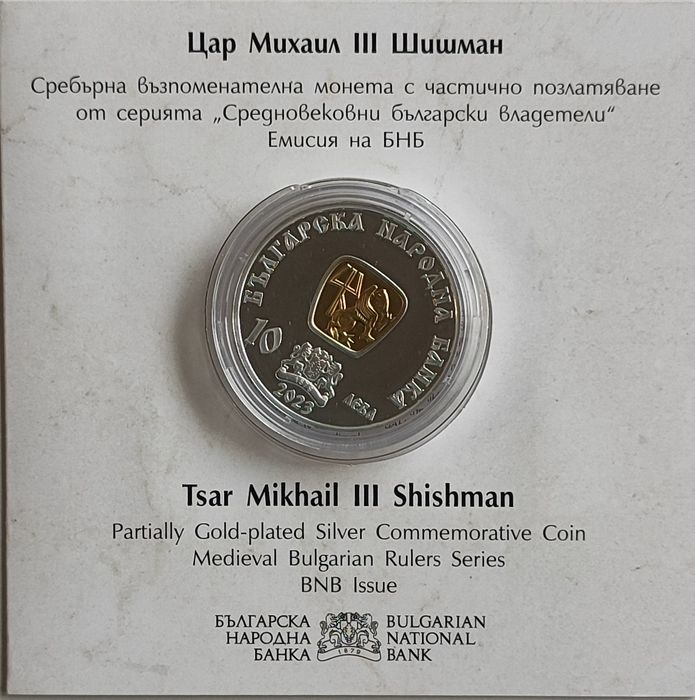 Цар Михаил III Шишман
Сребърна възпоменателна монета с частично позлатяване
от серията „Средновековни български владетели“
Емисия на БНБ
БЪЛГАРСКА НАРОДНА БАНКА
10
2023
ЛЕВА
Tsar Mikhail III Shishman
Partially Gold-plated Silver Commemorative Coin
Medieval Bulgarian Rulers Series
BNB Issue
БЪЛГАРСКА
НАРОДНА
БАНКА
1879
BULGARIAN
NATIONAL
BANK